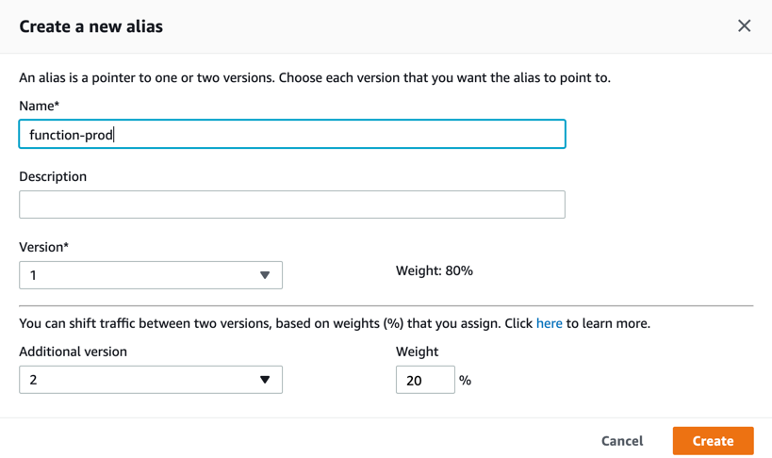 Create a new alias
An alias is a pointer to one or two versions. Choose each version that you want the alias to point to.
Name*
function-prod
Description
Version*
1
Weight: 80%
You can shift traffic between two versions, based on weights (%) that you assign. Click here to learn more.
Additional version
Weight
2
20 %
Cancel
Create